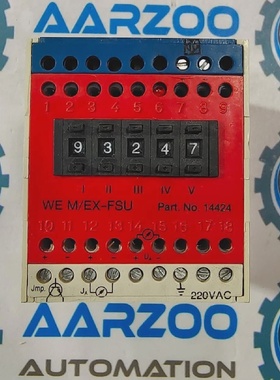 AARZOO
1 2 3 4 5 6 7 8 9
9 3 2 4 7
I II III IV V
WE M/EX-FSU Part. No. 14424
10 11 12 13 14 15 16 17 18
Jmp. 220VAC
AARZOO
AUTOMATION